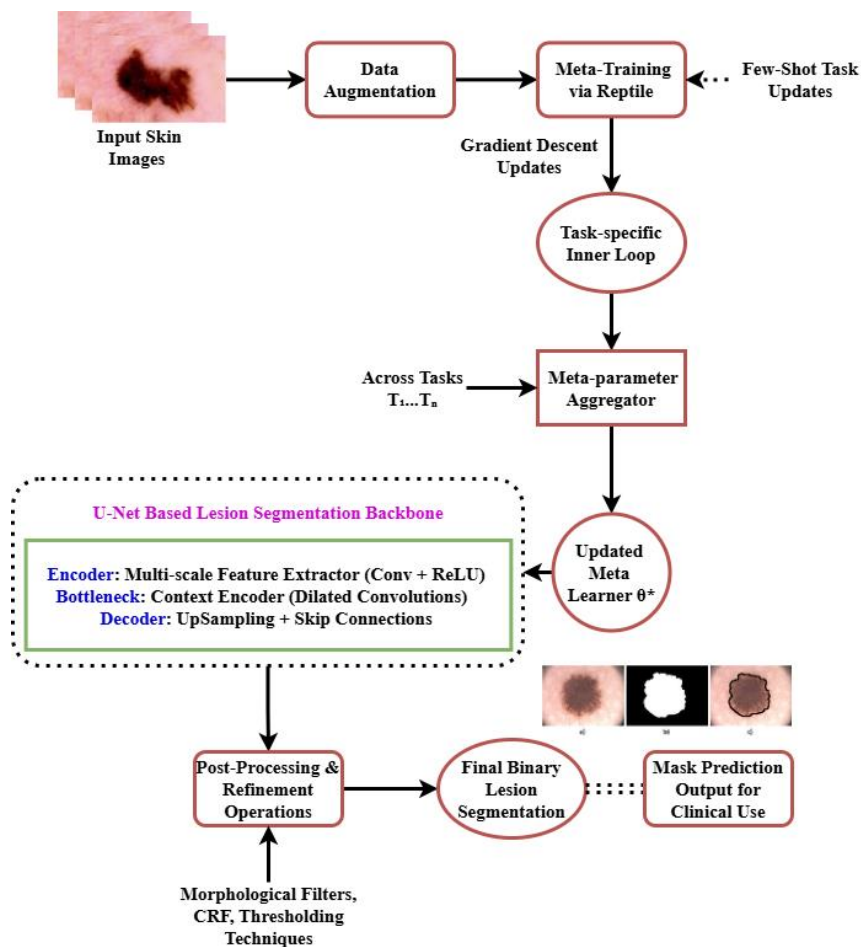 Input Skin
Images
Data
Augmentation
Meta-Training
via Reptile
Few-Shot Task
Updates
Gradient Descent
Updates
Task-specific
Inner Loop
Across Tasks
T₁...Tₙ
Meta-parameter
Aggregator
U-Net Based Lesion Segmentation Backbone
Encoder: Multi-scale Feature Extractor (Conv + ReLU)
Bottleneck: Context Encoder (Dilated Convolutions)
Decoder: UpSampling + Skip Connections
Updated
Meta
Learner θ*
Post-Processing &
Refinement
Operations
Final Binary
Lesion
Segmentation
Mask Prediction
Output for
Clinical Use
Morphological Filters,
CRF, Thresholding
Techniques